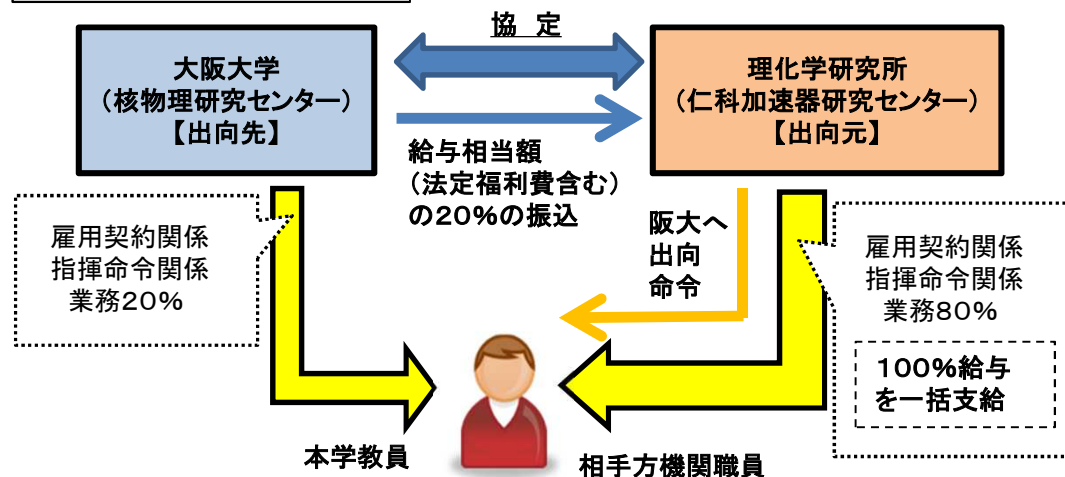 協 定
大阪大学
（核物理研究センター）
【出向先】
理化学研究所
（仁科加速器研究センター）
【出向元】
給与相当額
（法定福利費含む）
の20%の振込
雇用契約関係
指揮命令関係
業務20%
阪大へ
出向
命令
雇用契約関係
指揮命令関係
業務80%
100%給与
を一括支給
本学教員
相手方機関職員